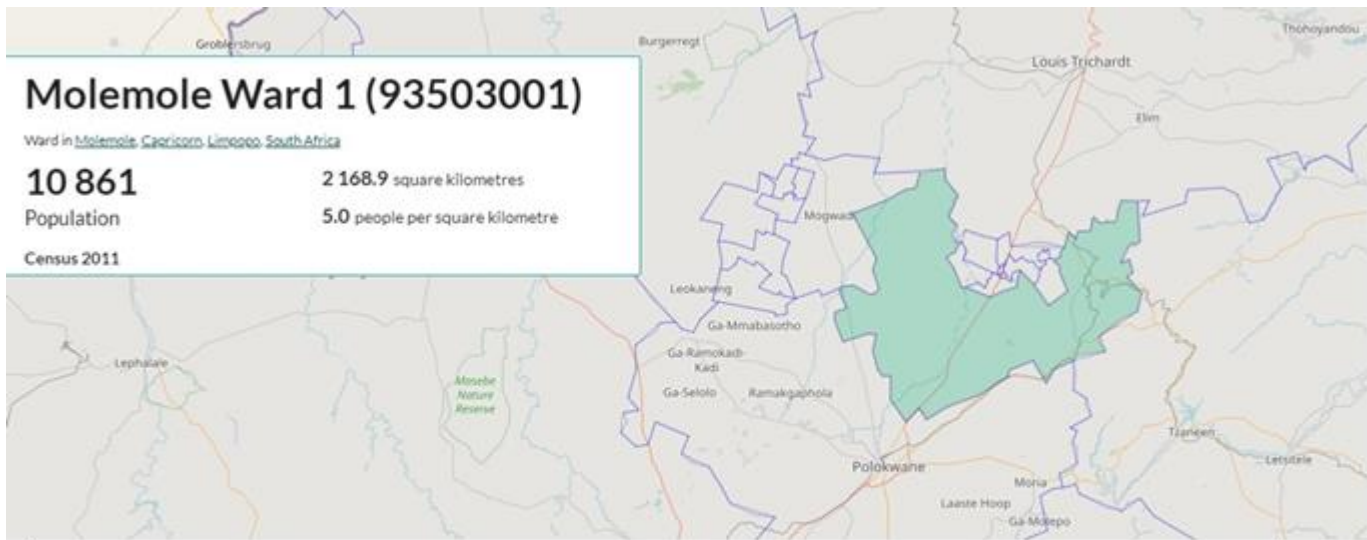 Molemole Ward 1 (93503001)
Ward in Molemole, Capricorn, Limpopo, South Africa
10 861
Population
2 168.9 square kilometres
5.0 people per square kilometre
Census 2011
Groblersbrug
Burgerregt
Thohoyandou
Louis Trichardt
Elim
Leokaneng
Ga-Mmabasotho
Ga-Ramokadi-
Kadi
Ga-Selolo
Ramakgaphola
Lephalale
Mosebe
Nature
Reserve
Tzaneen
Letsitele
Polokwane
Moria
Laaste Hoop
Ga-Molepo